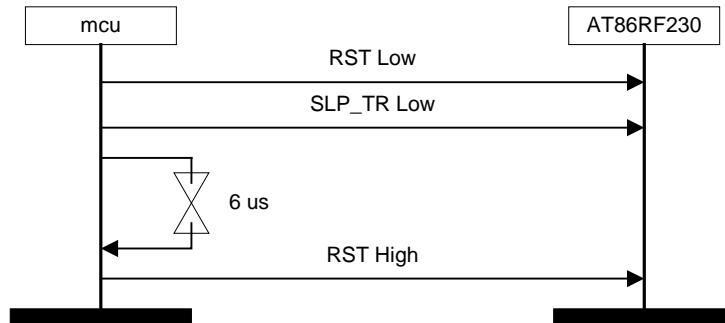 mcu
AT86RF230
RST Low
SLP_TR Low
6 us
RST High